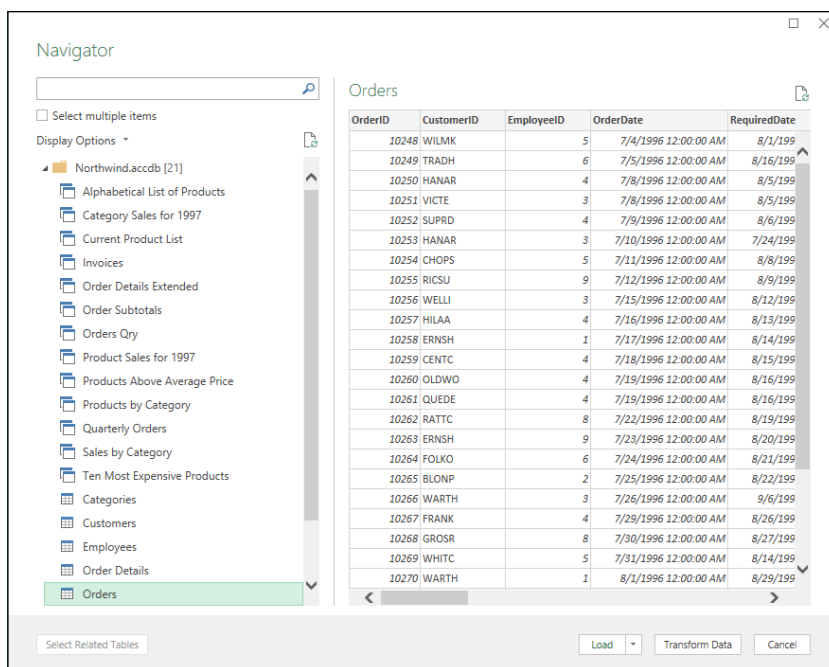 Navigator
Select multiple items
Display Options
Northwind.accdb [21]
Alphabetical List of Products
Category Sales for 1997
Current Product List
Invoices
Order Details Extended
Order Subtotals
Orders Qry
Product Sales for 1997
Products Above Average Price
Products by Category
Quarterly Orders
Sales by Category
Ten Most Expensive Products
Categories
Customers
Employees
Order Details
Orders
Orders
OrderID CustomerID EmployeeID OrderDate RequiredDate
10248 WILMK 5 7/4/1996 12:00:00 AM 8/1/199
10249 TRADH 6 7/5/1996 12:00:00 AM 8/16/199
10250 HANAR 4 7/8/1996 12:00:00 AM 8/5/199
10251 VICTE 3 7/8/1996 12:00:00 AM 8/5/199
10252 SUPRD 4 7/9/1996 12:00:00 AM 8/6/199
10253 HANAR 3 7/10/1996 12:00:00 AM 7/24/199
10254 CHOPS 5 7/11/1996 12:00:00 AM 8/8/199
10255 RICSU 9 7/12/1996 12:00:00 AM 8/9/199
10256 WELLI 3 7/15/1996 12:00:00 AM 8/12/199
10257 HILAA 4 7/16/1996 12:00:00 AM 8/13/199
10258 ERNSH 1 7/17/1996 12:00:00 AM 8/14/199
10259 CENTC 4 7/18/1996 12:00:00 AM 8/15/199
10260 OLDWO 4 7/19/1996 12:00:00 AM 8/16/199
10261 QUEDE 4 7/19/1996 12:00:00 AM 8/16/199
10262 RATTC 8 7/22/1996 12:00:00 AM 8/19/199
10263 ERNSH 9 7/23/1996 12:00:00 AM 8/20/199
10264 FOLKO 6 7/24/1996 12:00:00 AM 8/21/199
10265 BLONP 2 7/25/1996 12:00:00 AM 8/22/199
10266 WARTH 3 7/26/1996 12:00:00 AM 9/6/199
10267 FRANK 4 7/29/1996 12:00:00 AM 8/26/199
10268 GROSR 8 7/30/1996 12:00:00 AM 8/27/199
10269 WHITC 5 7/31/1996 12:00:00 AM 8/14/199
10270 WARTH 1 8/1/1996 12:00:00 AM 8/29/199
Select Related Tables
Load
Transform Data
Cancel